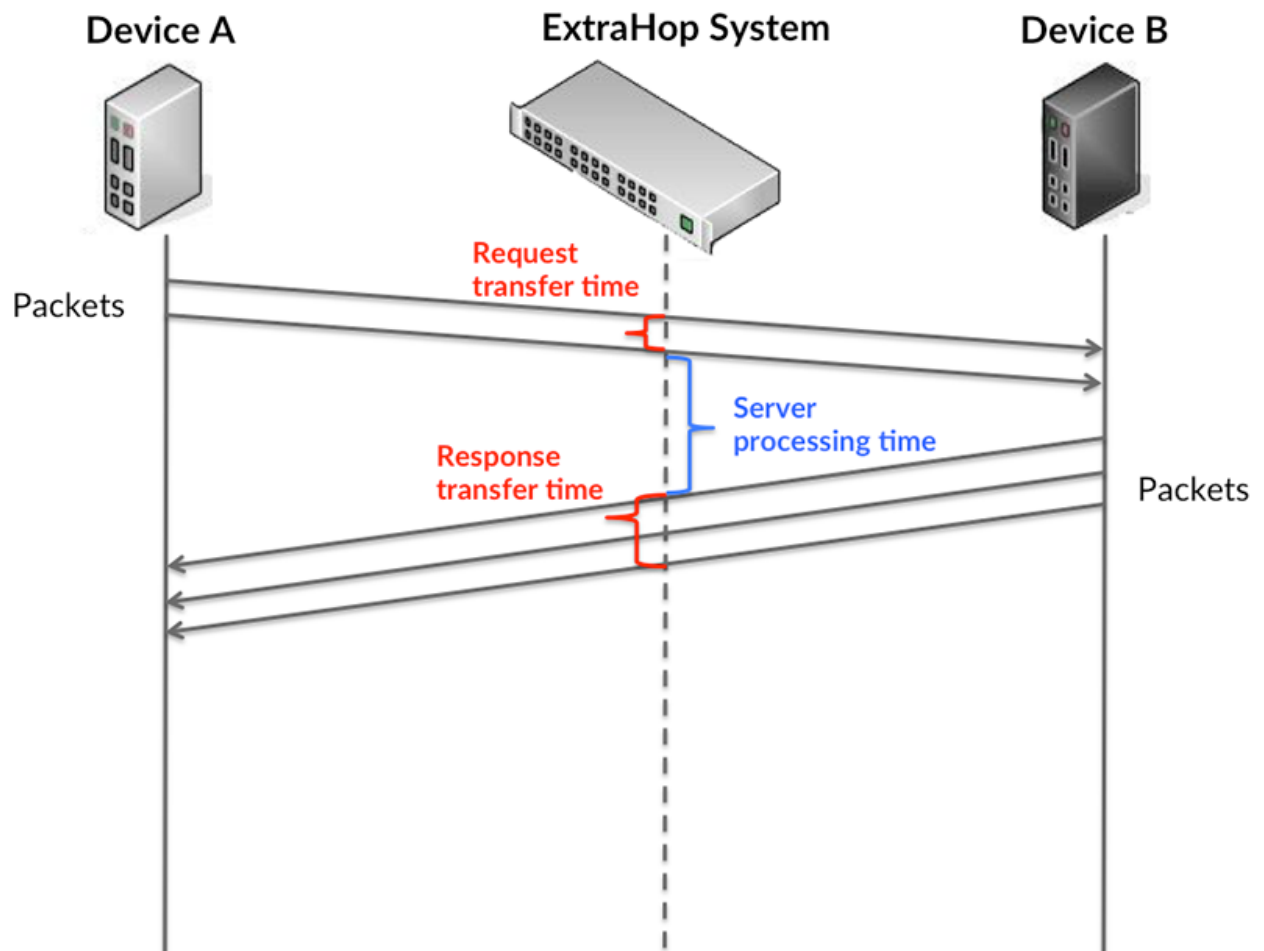 Device A
ExtraHop System
Device B
Request
transfer time
Packets
Server
processing time
Response
transfer time
Packets